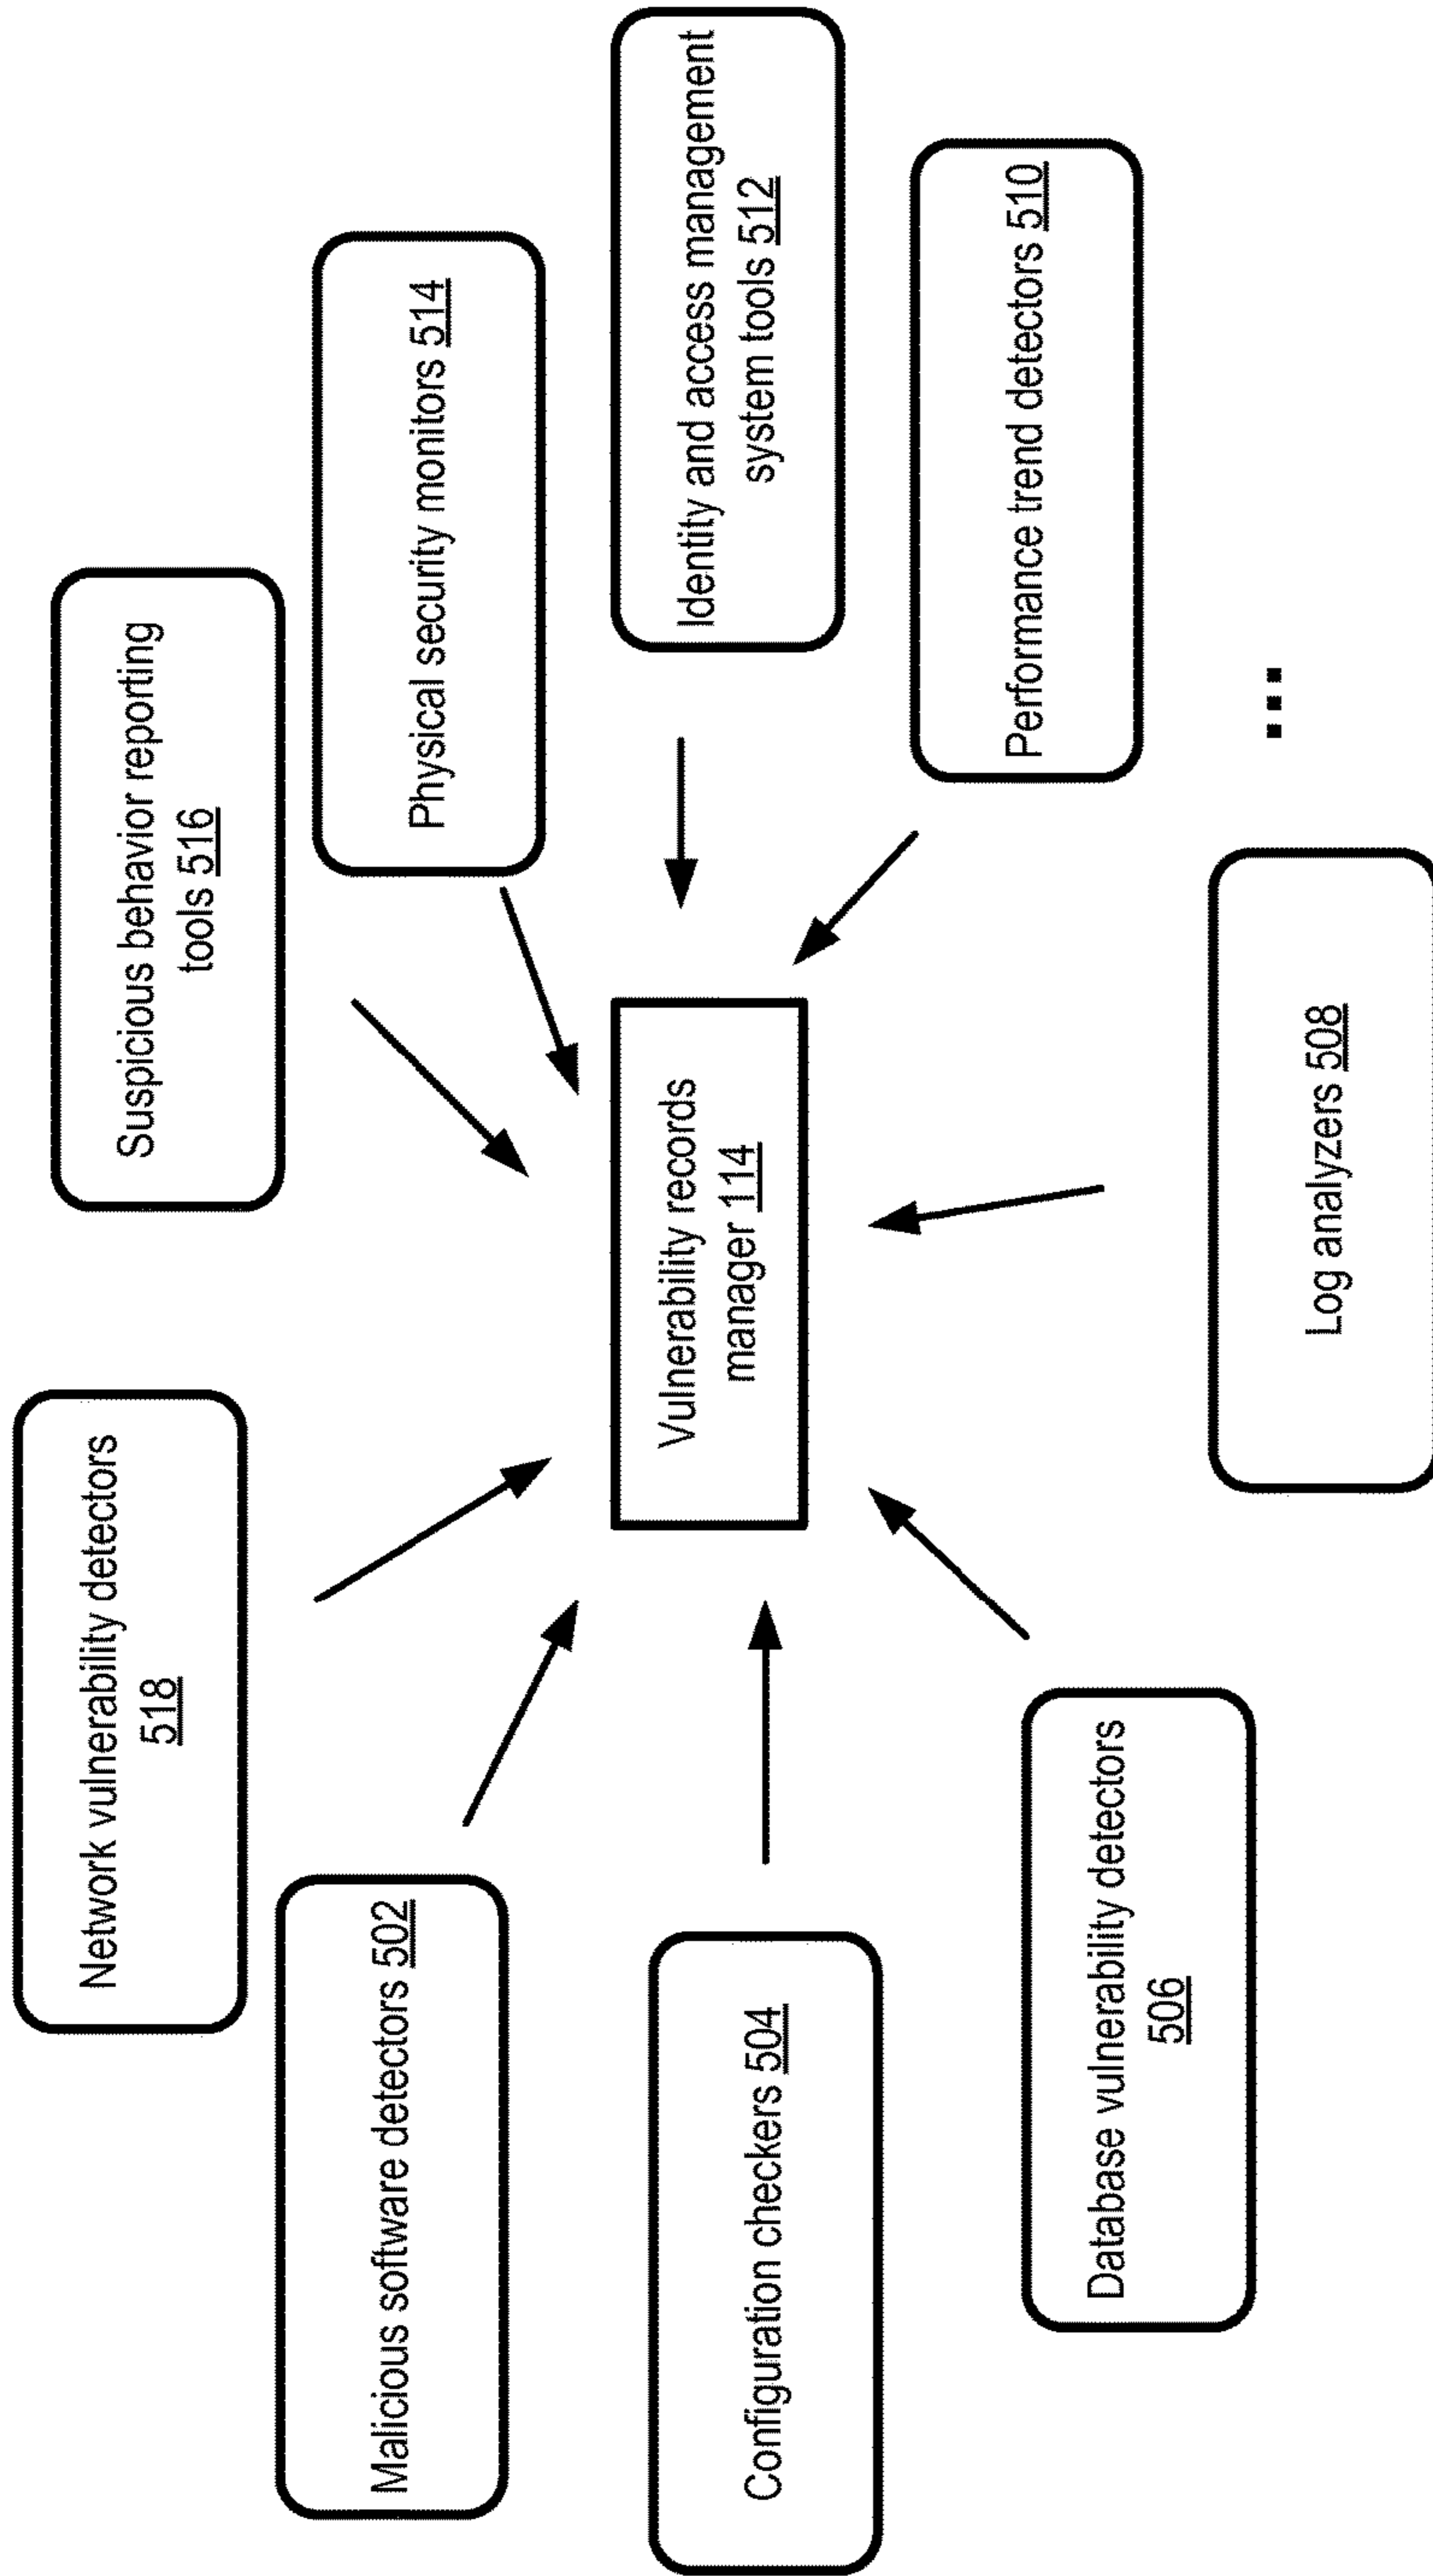 Network vulnerability detectors
518
Suspicious behavior reporting
tools 516
Malicious software detectors 502
Physical security monitors 514
Configuration checkers 504
Vulnerability records
manager 114
Identity and access management
system tools 512
Database vulnerability detectors
506
Performance trend detectors 510
Log analyzers 508
...